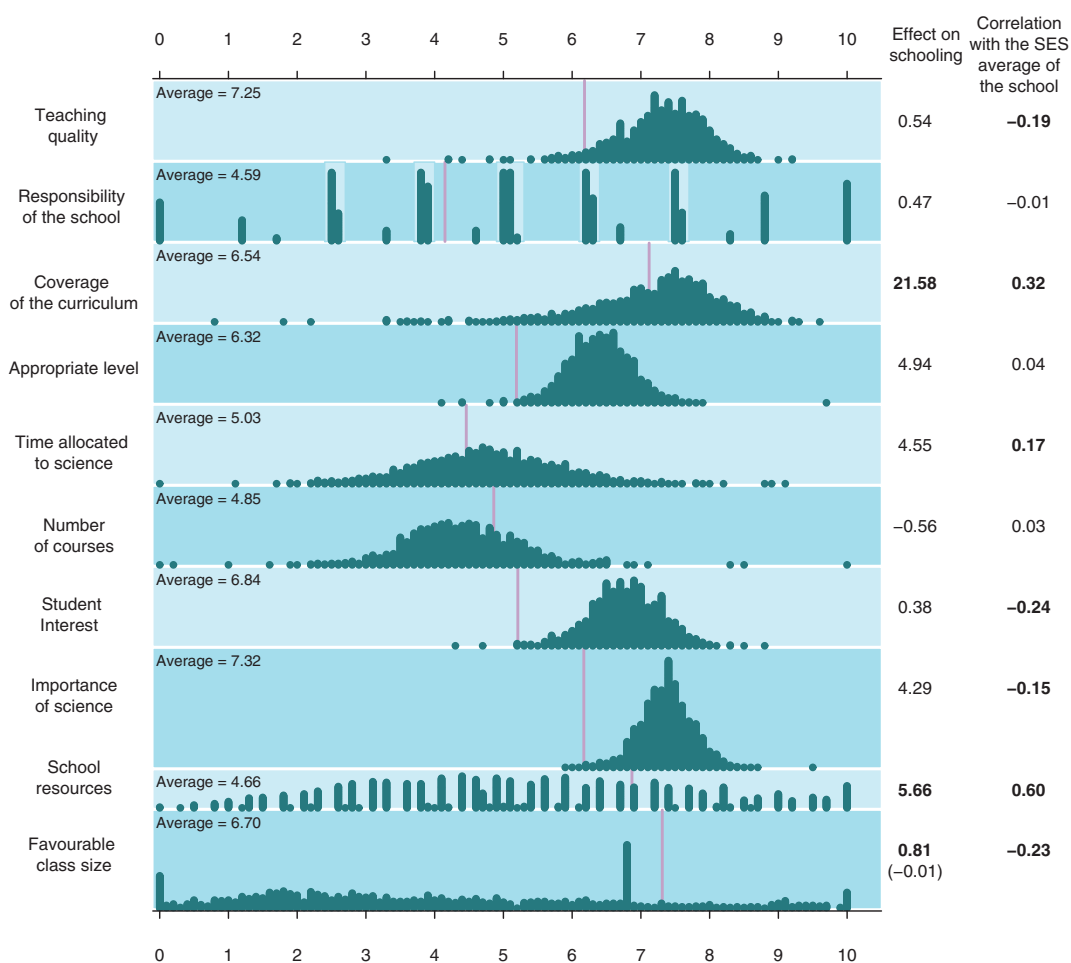 0 1 2 3 4 5 6 7 8 9 10
Effect on
schooling
Correlation
with the SES
average of
the school
Teaching
quality
Average = 7.25
0.54
−0.19
Responsibility
of the school
Average = 4.59
0.47
−0.01
Coverage
of the curriculum
Average = 6.54
21.58
0.32
Appropriate level
Average = 6.32
4.94
0.04
Time allocated
to science
Average = 5.03
4.55
0.17
Number
of courses
Average = 4.85
−0.56
0.03
Student
Interest
Average = 6.84
0.38
−0.24
Importance
of science
Average = 7.32
4.29
−0.15
School
resources
Average = 4.66
5.66
0.60
Favourable
class size
Average = 6.70
0.81
(−0.01)
−0.23
0 1 2 3 4 5 6 7 8 9 10